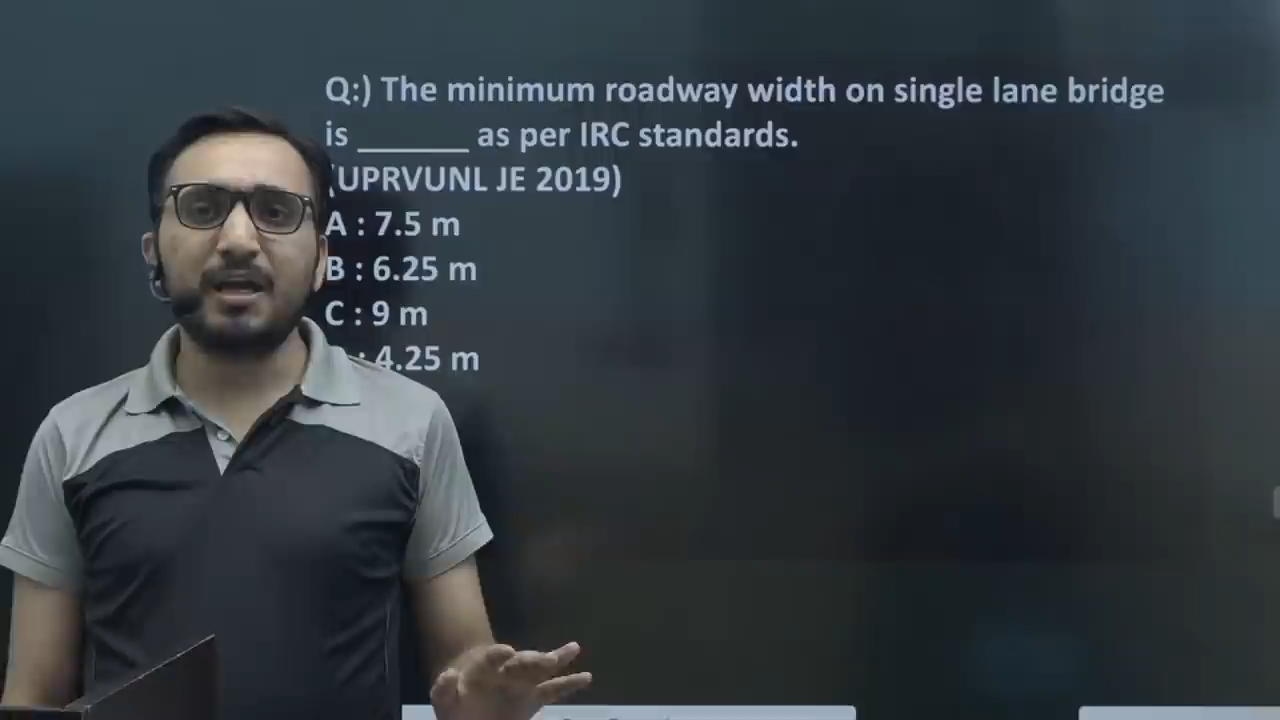 Q:) The minimum roadway width on single lane bridge
is ______ as per IRC standards.
(UPRVUNL JE 2019)
A : 7.5 m
B : 6.25 m
C : 9 m
: 4.25 m